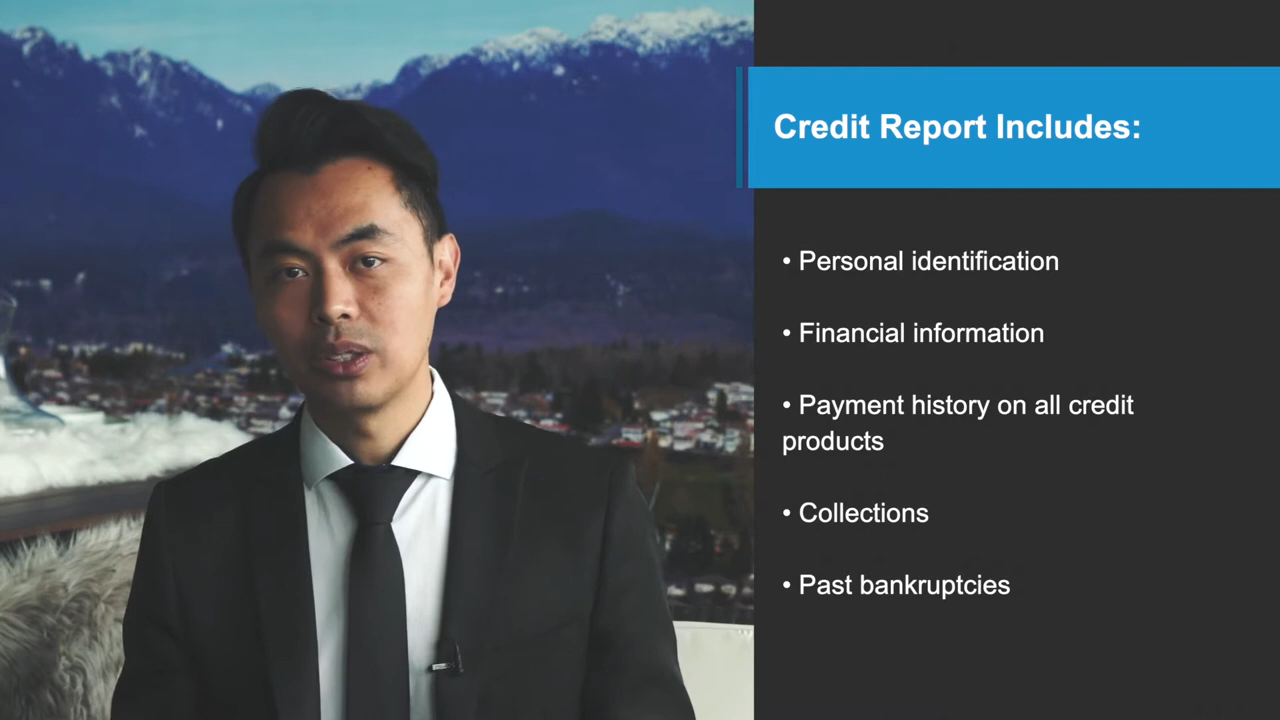 Credit Report Includes:
• Personal identification
• Financial information
• Payment history on all credit
products
• Collections
• Past bankruptcies